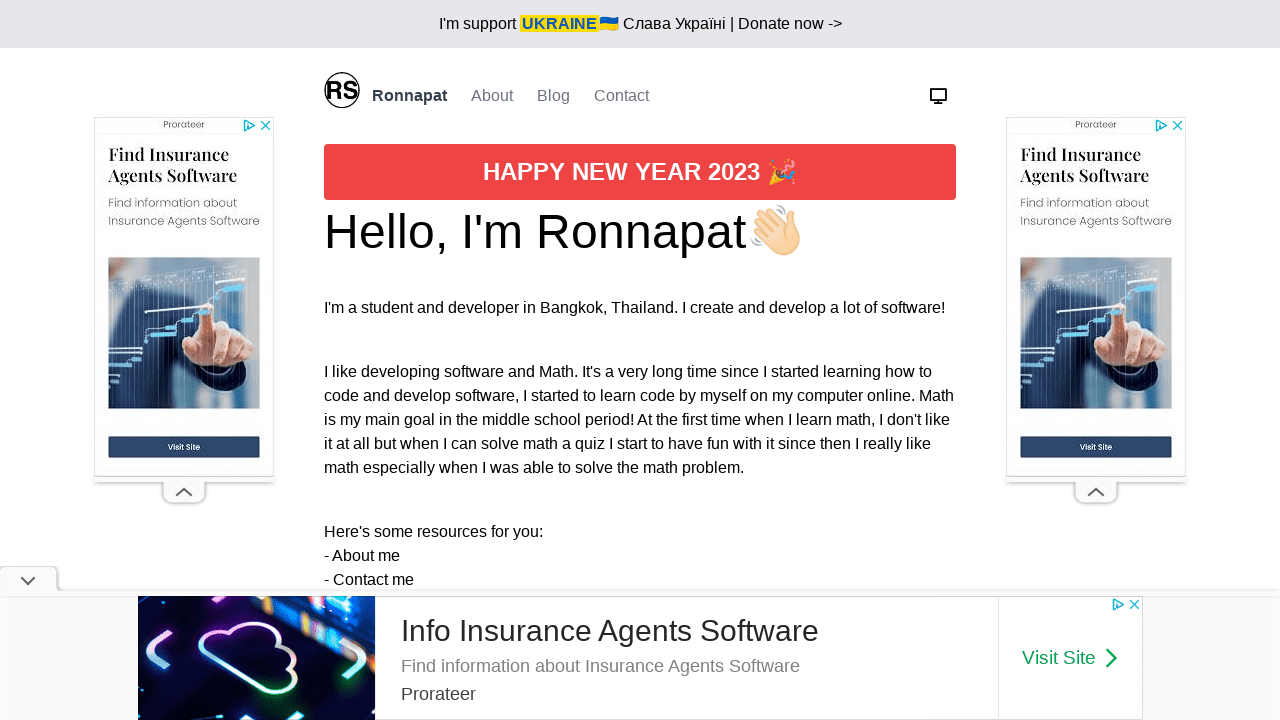 I'm support UKRAINE🇺🇦 Слава Україні | Donate now ->
RS
Ronnapat
About
Blog
Contact
HAPPY NEW YEAR 2023 🎉
Hello, I'm Ronnapat👋🏻
I'm a student and developer in Bangkok, Thailand. I create and develop a lot of software!
I like developing software and Math. It's a very long time since I started learning how to
code and develop software, I started to learn code by myself on my computer online. Math
is my main goal in the middle school period! At the first time when I learn math, I don't like
it at all but when I can solve math a quiz I start to have fun with it since then I really like
math especially when I was able to solve the math problem.
Here's some resources for you:
- About me
- Contact me
Prorateer
Find Insurance
Agents Software
Find information about
Insurance Agents Software
Visit Site
Prorateer
Find Insurance
Agents Software
Find information about
Insurance Agents Software
Visit Site
Info Insurance Agents Software
Find information about Insurance Agents Software
Prorateer
Visit Site